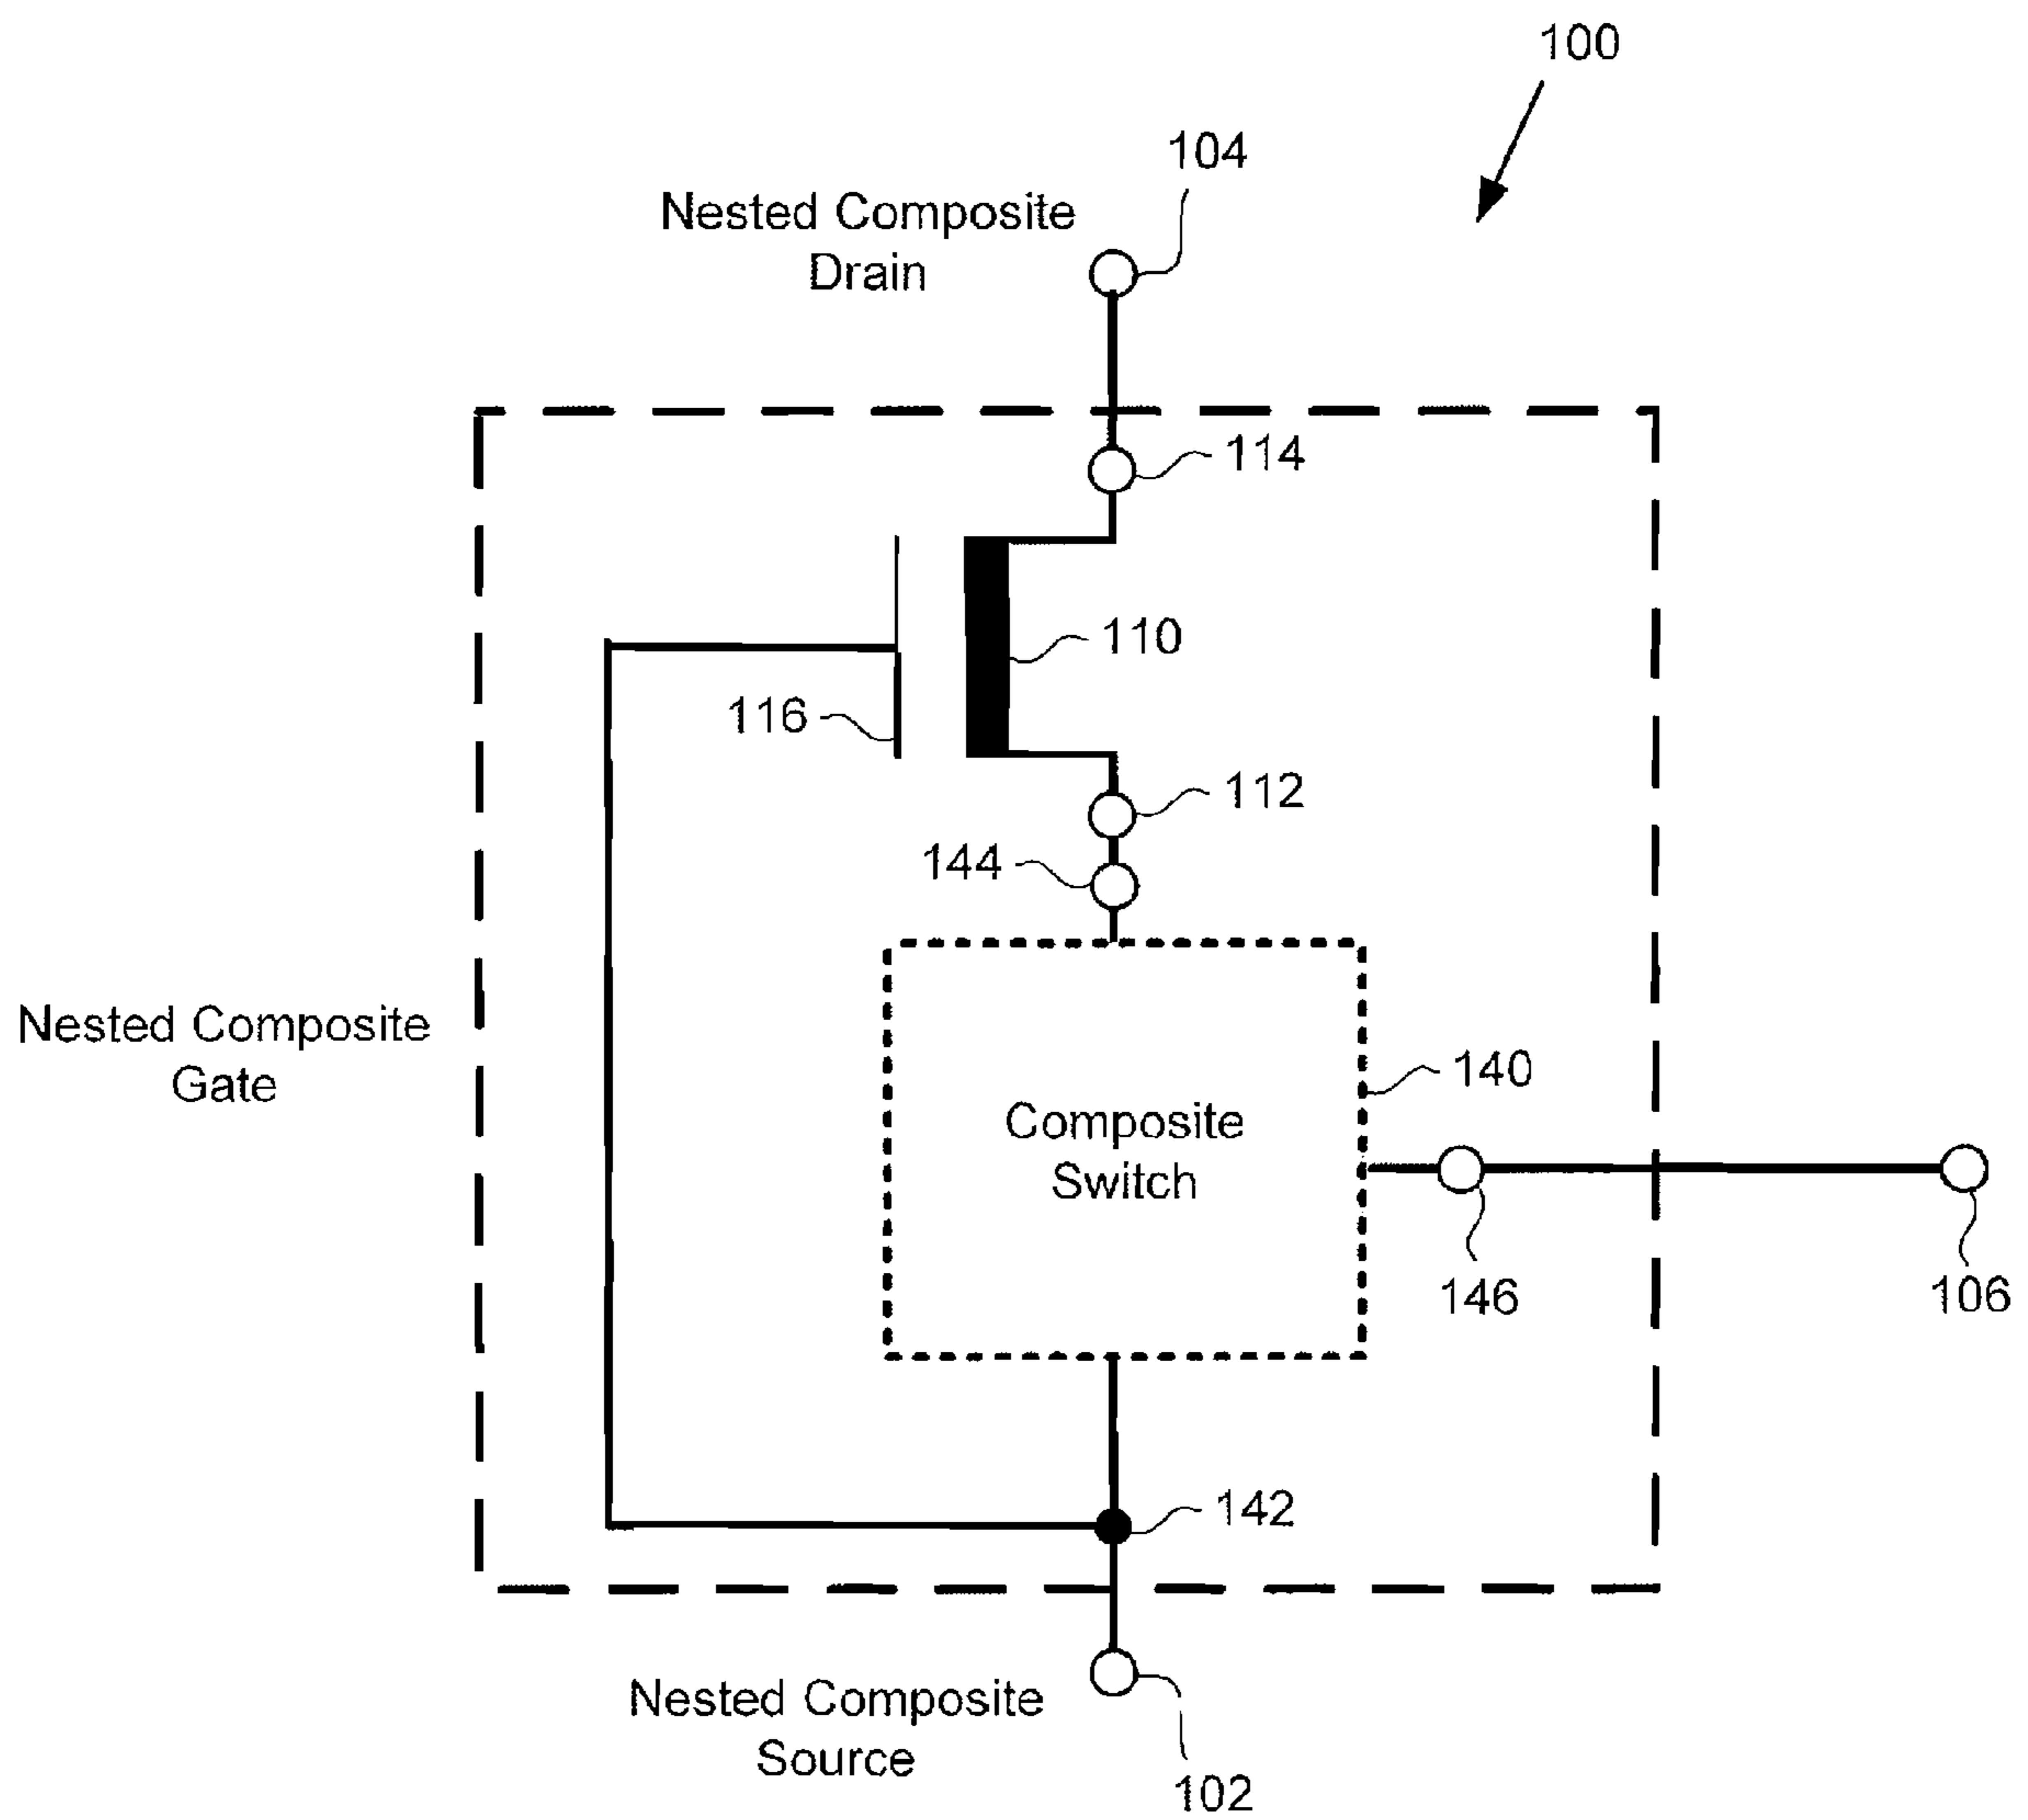 100
104
Nested Composite
Drain
114
110
116
112
144
Nested Composite
Gate
140
Composite
Switch
146
106
142
Nested Composite
Source
102